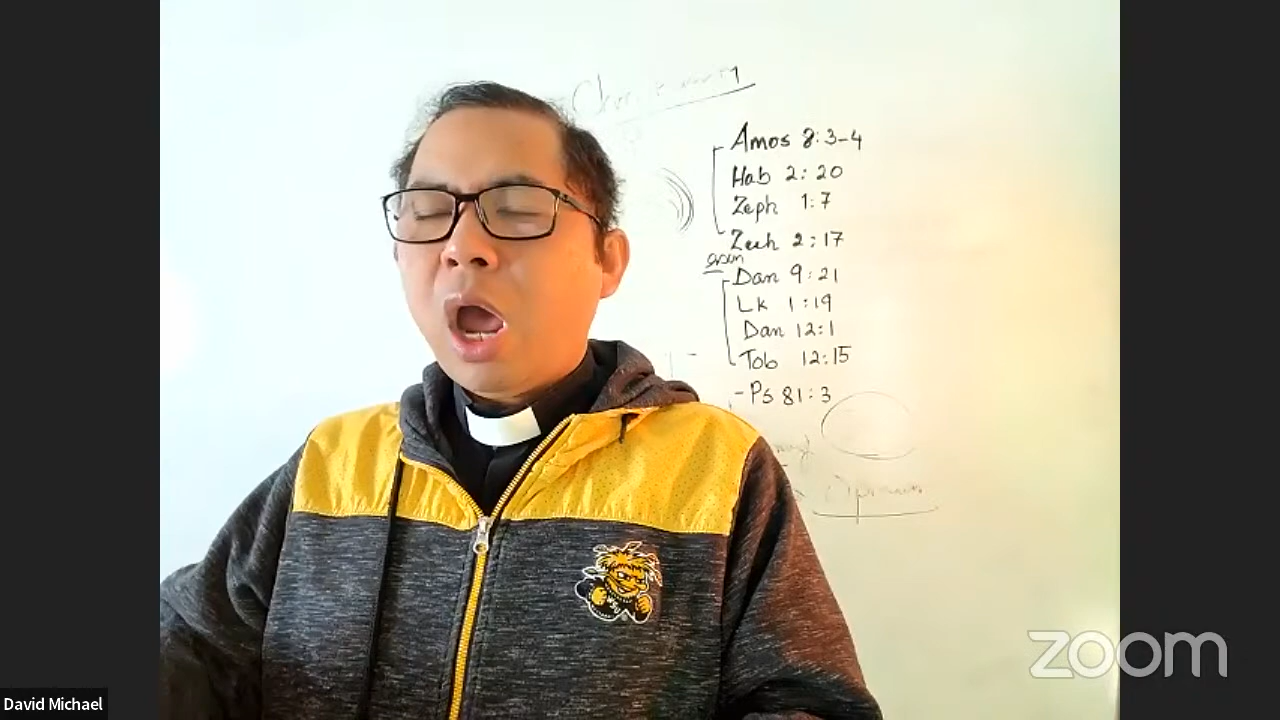 Amos 8:3-4
Hab 2:20
Zeph 1:7
Zech 2:17
Dan 9:21
Lk 1:19
Dan 12:1
Tob 12:15
-Ps 81:3
WSU
zoom
David Michael